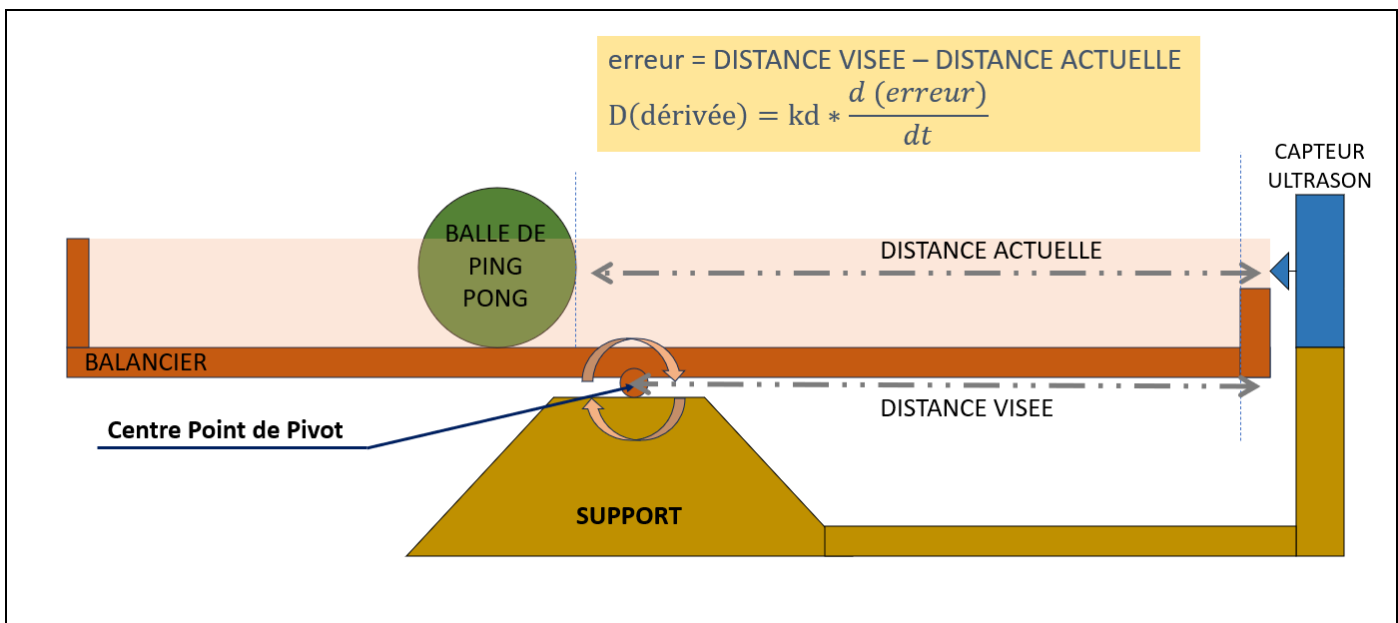 erreur = DISTANCE VISEE – DISTANCE ACTUELLE
D(dérivée) = kd * d (erreur) / dt
CAPTEUR
ULTRASON
BALLE DE
PING
PONG
DISTANCE ACTUELLE
BALANCIER
DISTANCE VISEE
Centre Point de Pivot
SUPPORT